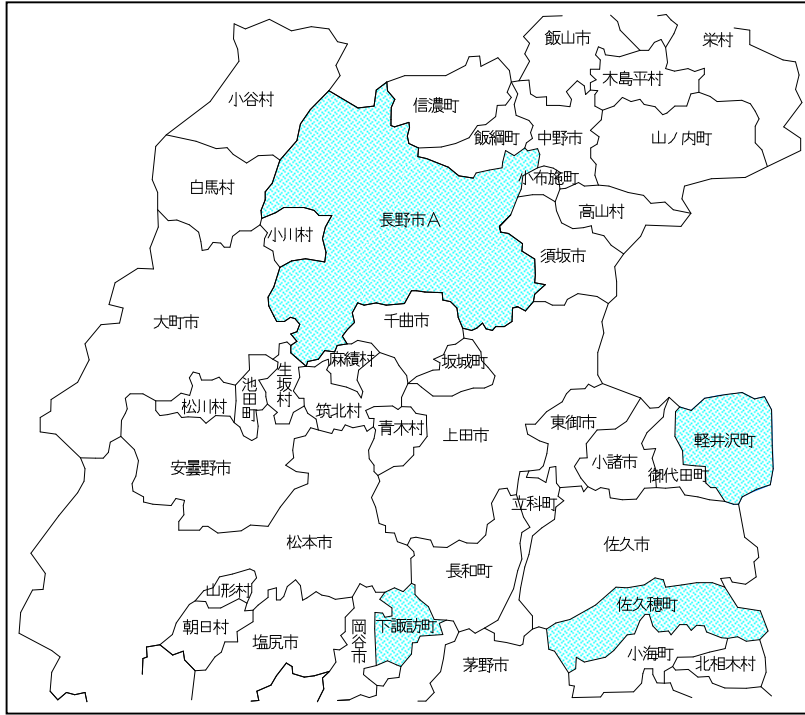 飯山市
栄村
木島平村
小谷村
信濃町
飯綱町
中野市
山ノ内町
小布施町
白馬村
高山村
長野市A
小川村
須坂市
大町市
千曲市
麻績村
坂城町
生坂村
池田町
松川村
筑北村
青木村
上田市
東御市
軽井沢町
小諸市
御代田町
安曇野市
立科町
松本市
佐久市
長和町
山形村
佐久穂町
朝日村
塩尻市
岡谷市
下諏訪町
茅野市
小海町
北相木村